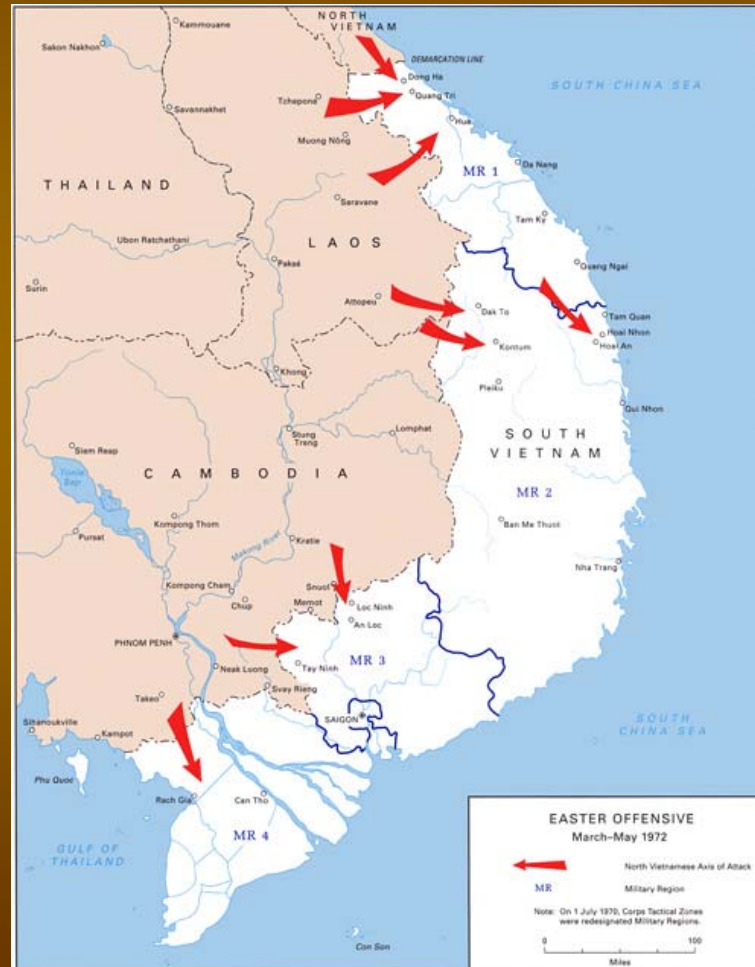 NORTH
VIETNAM
Kammouane
Sakon Nakhon
DEMARCATION LINE
Dong Ha
SOUTH CHINA SEA
Tchepone
Quang Tri
Savannakhet
Hue
Muong Nông
Da Nang
MR 1
THAILAND
Saravane
Tam Ky
LAOS
Ubon Ratchathani
Paksé
Quang Ngai
Surin
Attopeu
Dak To
Tam Quan
Hoai Nhon
Hoai An
Kontum
Khong
Pleiku
Qui Nhon
Lomphat
Stung
Treng
SOUTH
VIETNAM
Siem Reap
CAMBODIA
Tonle
Sap
MR 2
Kompong Thom
Ban Me Thuot
Pursat
Mekong River
Kratie
Nha Trang
Snuol
Kompong Cham
Memot
Chup
Loc Ninh
An Loc
PHNOM PENH
MR 3
Neak Luong
Tay Ninh
Svay Rieng
Takeo
SAIGON
Sihanoukville
Kampot
SOUTH
CHINA SEA
Phu Quoc
Rach Gia
Can Tho
MR 4
GULF OF
THAILAND
Con Son
EASTER OFFENSIVE
March–May 1972
North Vietnamese Axis of Attack
MR
Military Region
Note: On 1 July 1970, Corps Tactical Zones
were redesignated Military Regions.
0
100
Miles